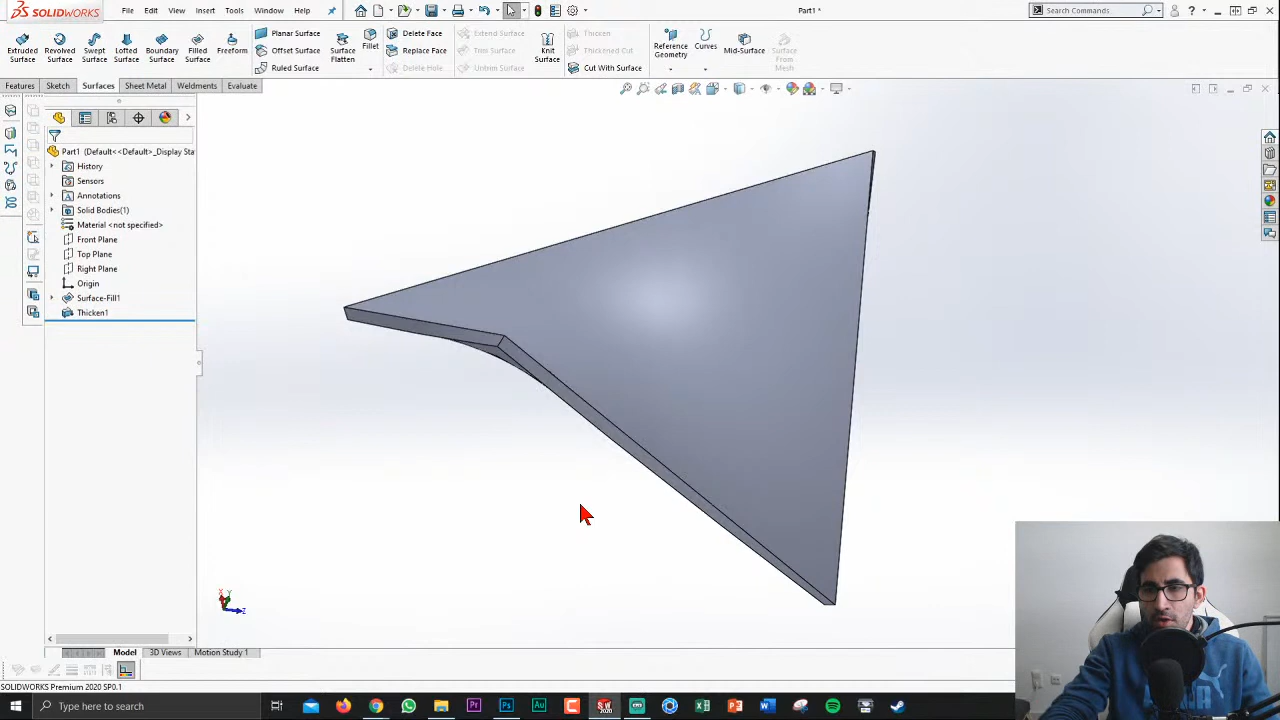 SOLIDWORKS File Edit View Insert Tools Window Help Part1 * Search Commands
Extruded Surface
Revolved Surface
Swept Surface
Lofted Surface
Boundary Surface
Filled Surface
Freeform
Planar Surface
Offset Surface
Ruled Surface
Surface Flatten
Fillet
Delete Face
Replace Face
Delete Hole
Extend Surface
Trim Surface
Untrim Surface
Knit Surface
Thicken
Thickened Cut
Cut With Surface
Reference Geometry
Curves
Mid-Surface
Surface From Mesh
Features Sketch Surfaces Sheet Metal Weldments Evaluate
Part1 (Default<<Default>_Display Sta
History
Sensors
Annotations
Solid Bodies(1)
Material <not specified>
Front Plane
Top Plane
Right Plane
Origin
Surface-Fill1
Thicken1
X Y
Z
Model 3D Views Motion Study 1
SOLIDWORKS Premium 2020 SP0.1
Type here to search